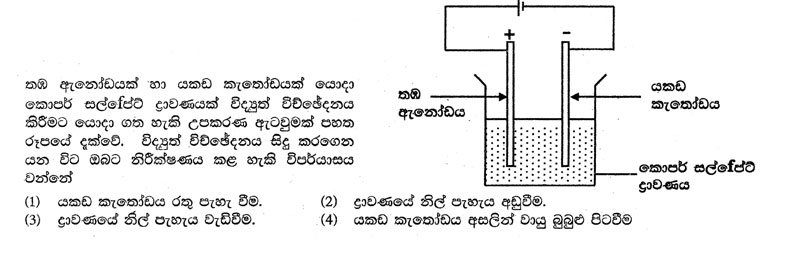 + -
තඹ ඇනෝඩයක් හා යකඩ කැතෝඩයක් යොදා
කොපර් සල්ෆේට් ද්‍රාවණයක් විද්‍යුත් විච්ඡේදනය
කිරීමට යොදා ගත හැකි උපකරණ ඇටවුමක් පහත
රූපයේ දැක්වේ. විද්‍යුත් විච්ඡේදනය සිදු කරගෙන
යන විට ඔබට නිරීක්ෂණය කළ හැකි විපර්යාසය
වන්නේ
තඹ
ඇනෝඩය
යකඩ
කැතෝඩය
කොපර් සල්ෆේට්
ද්‍රාවණය
(1) යකඩ කැතෝඩය රතු පැහැ වීම.
(2) ද්‍රාවණයේ නිල් පැහැය අඩුවීම.
(3) ද්‍රාවණයේ නිල් පැහැය වැඩිවීම.
(4) යකඩ කැතෝඩය අසලින් වායු බුබුළු පිටවීම